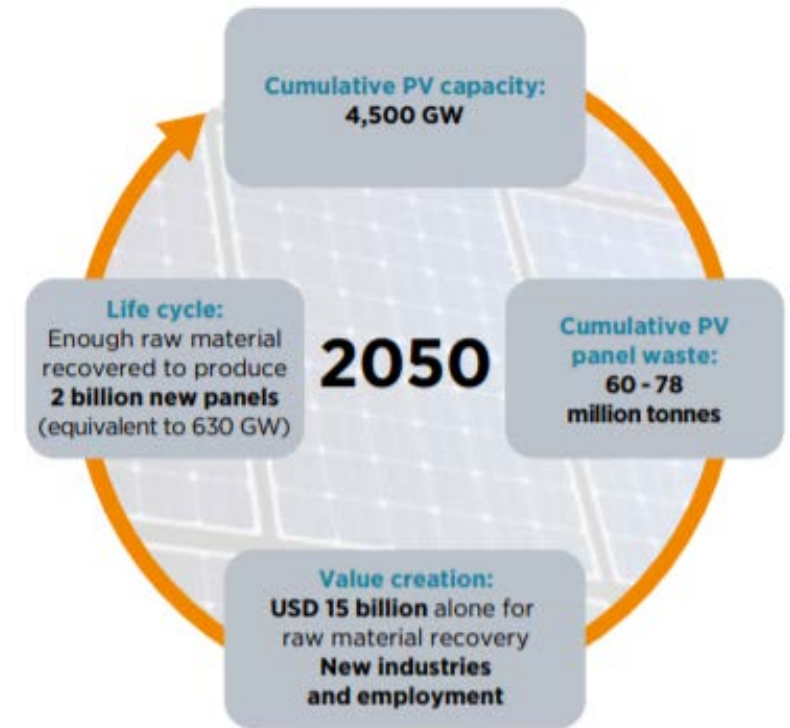 Cumulative PV capacity:
4,500 GW
Life cycle:
Enough raw material
recovered to produce
2 billion new panels
(equivalent to 630 GW)
2050
Cumulative PV
panel waste:
60 - 78
million tonnes
Value creation:
USD 15 billion alone for
raw material recovery
New industries
and employment